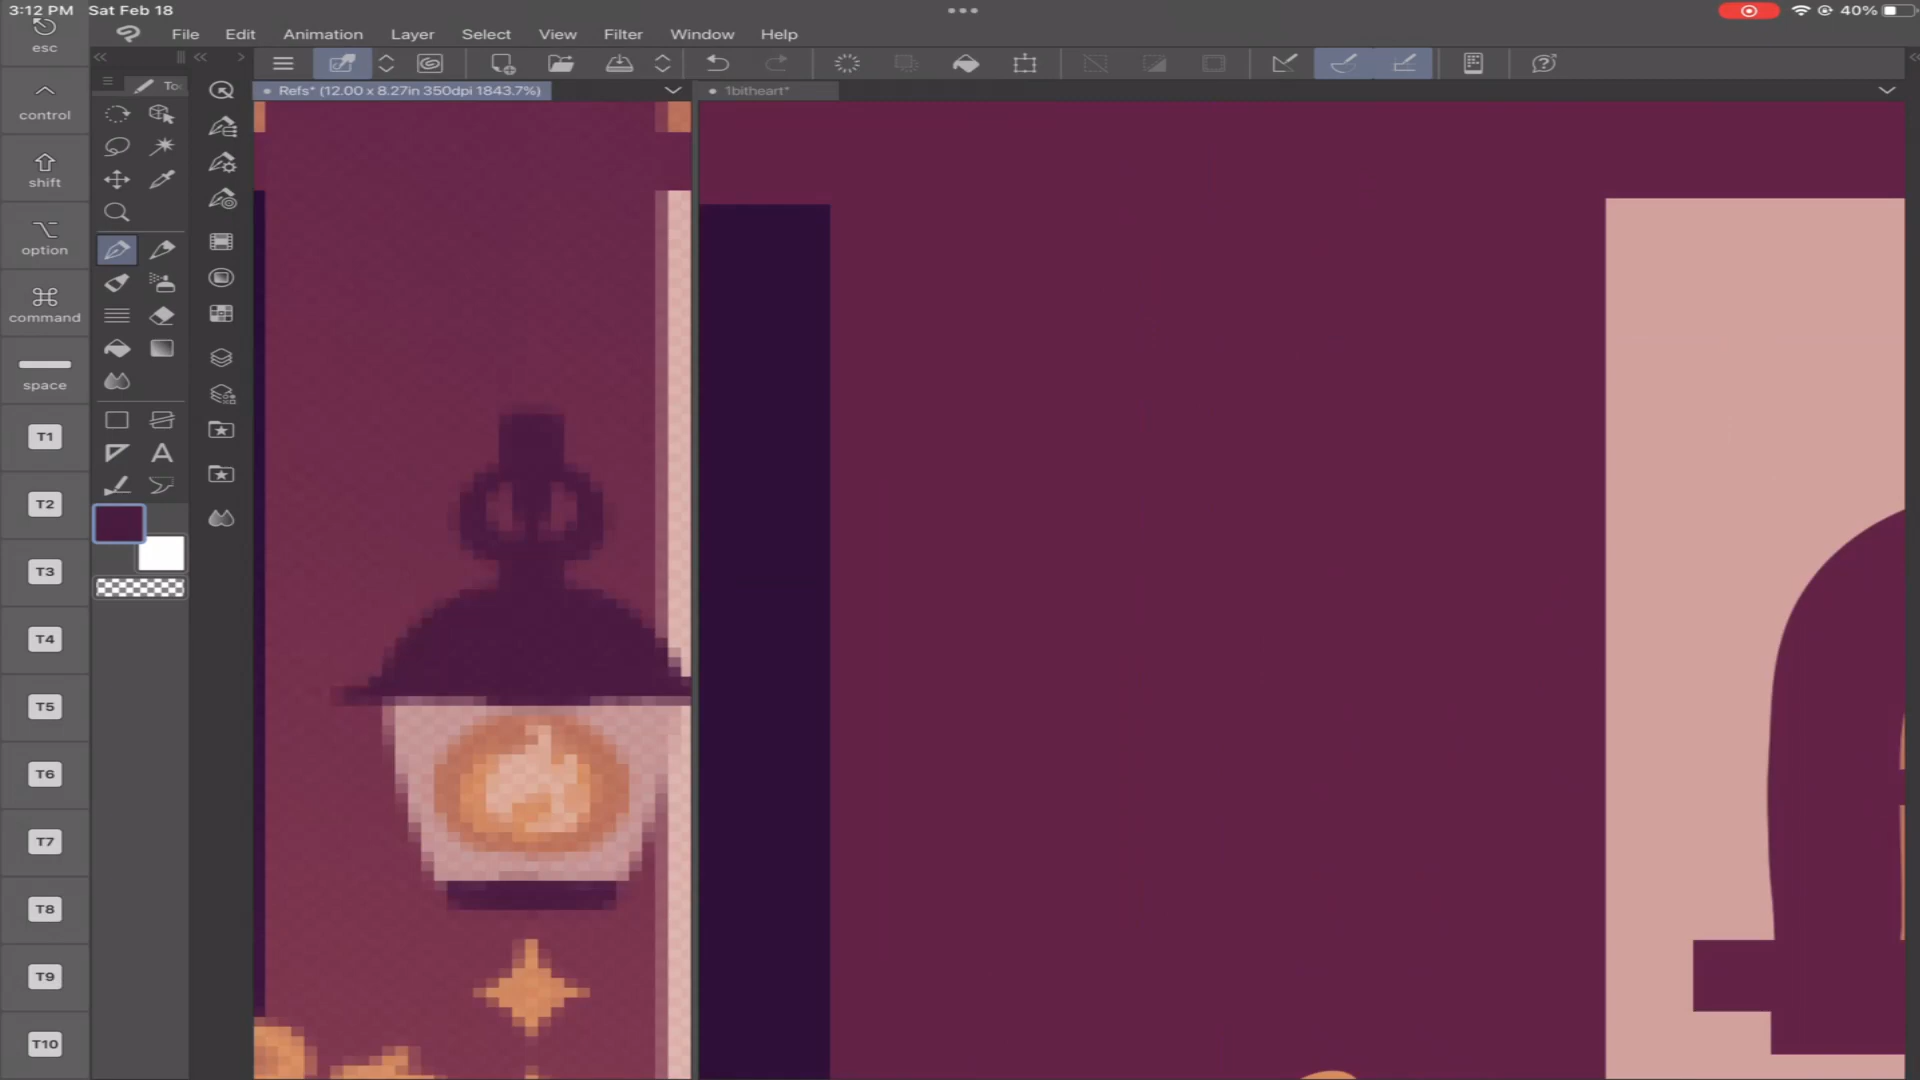 3:12 PM Sat Feb 18
40%
esc
File Edit Animation Layer Select View Filter Window Help
Refs* (12.00 x 8.27in 350dpi 1843.7%)
1bitheart*
To
control
shift
option
command
space
A
T1
T2
T3
T4
T5
T6
T7
T8
T9
T10